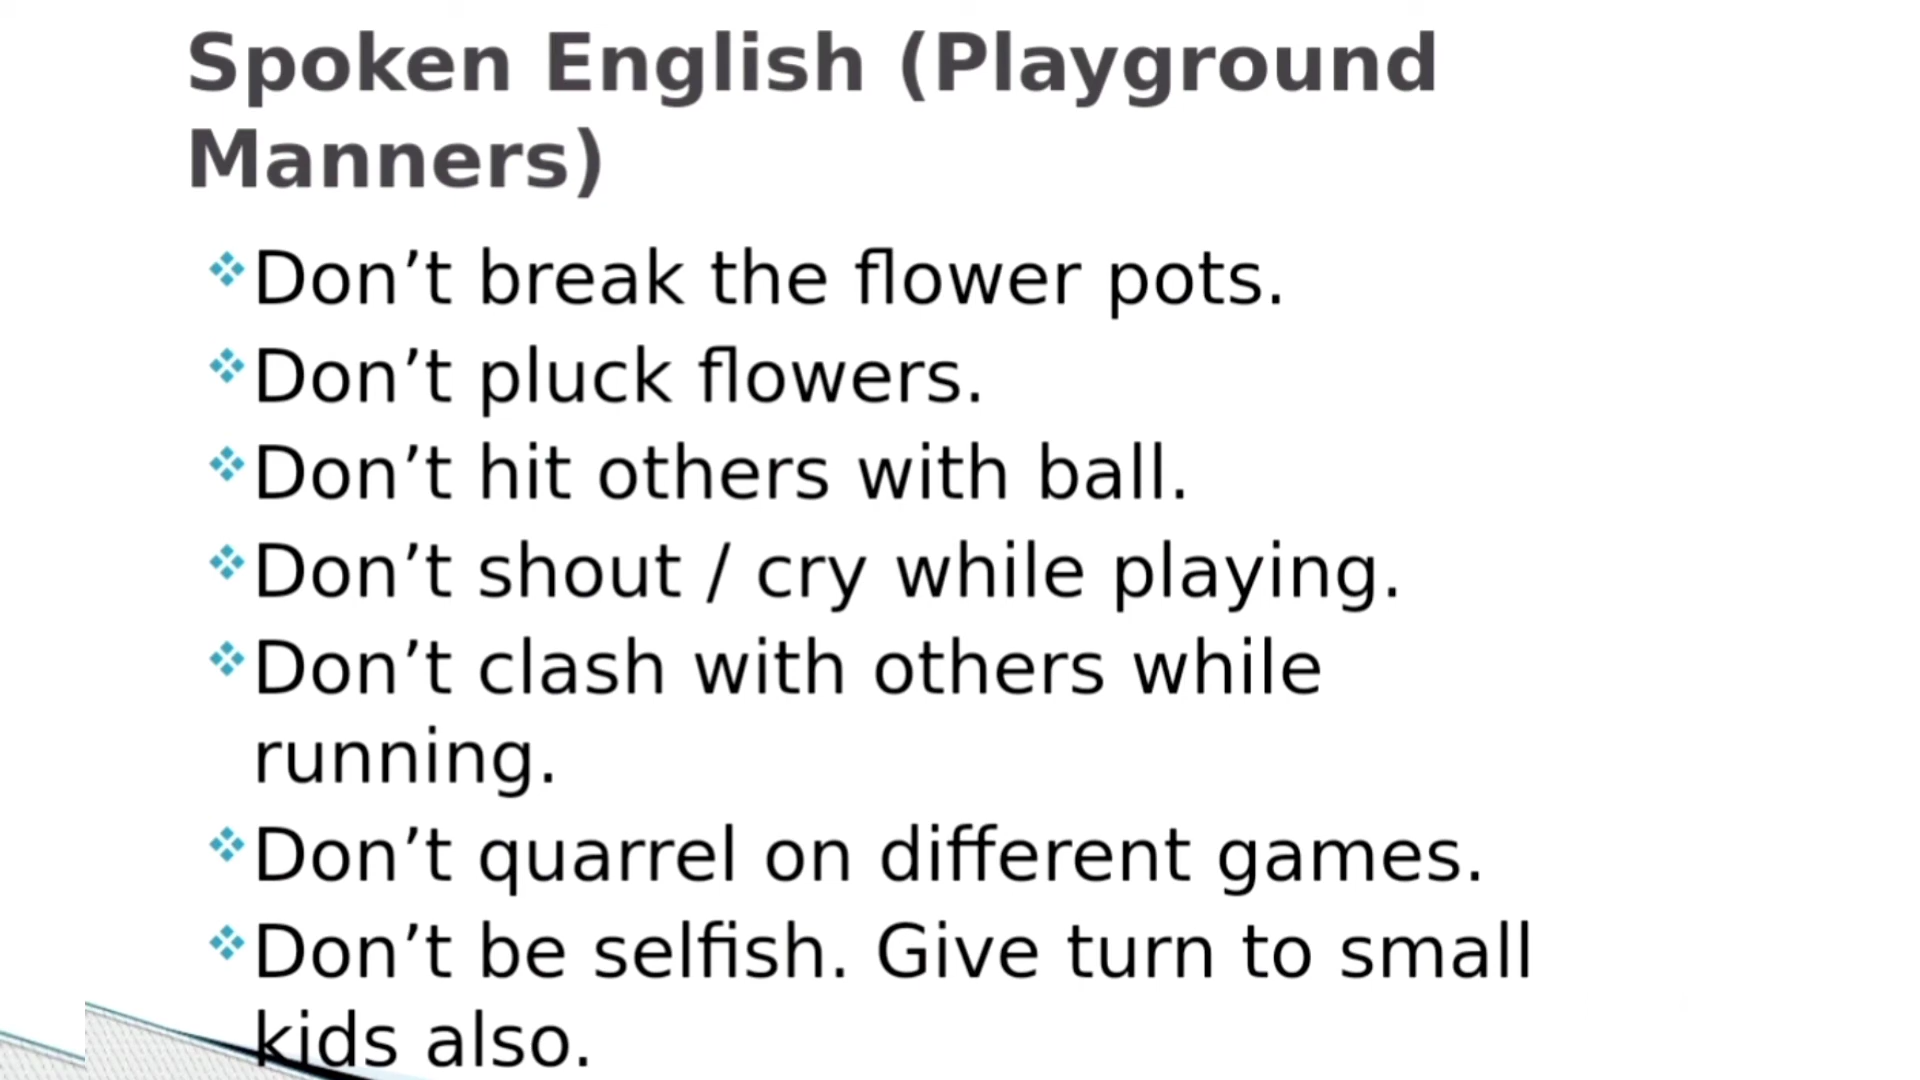 Spoken English (Playground
Manners)
Don’t break the flower pots.
Don’t pluck flowers.
Don’t hit others with ball.
Don’t shout / cry while playing.
Don’t clash with others while
running.
Don’t quarrel on different games.
Don’t be selfish. Give turn to small
kids also.